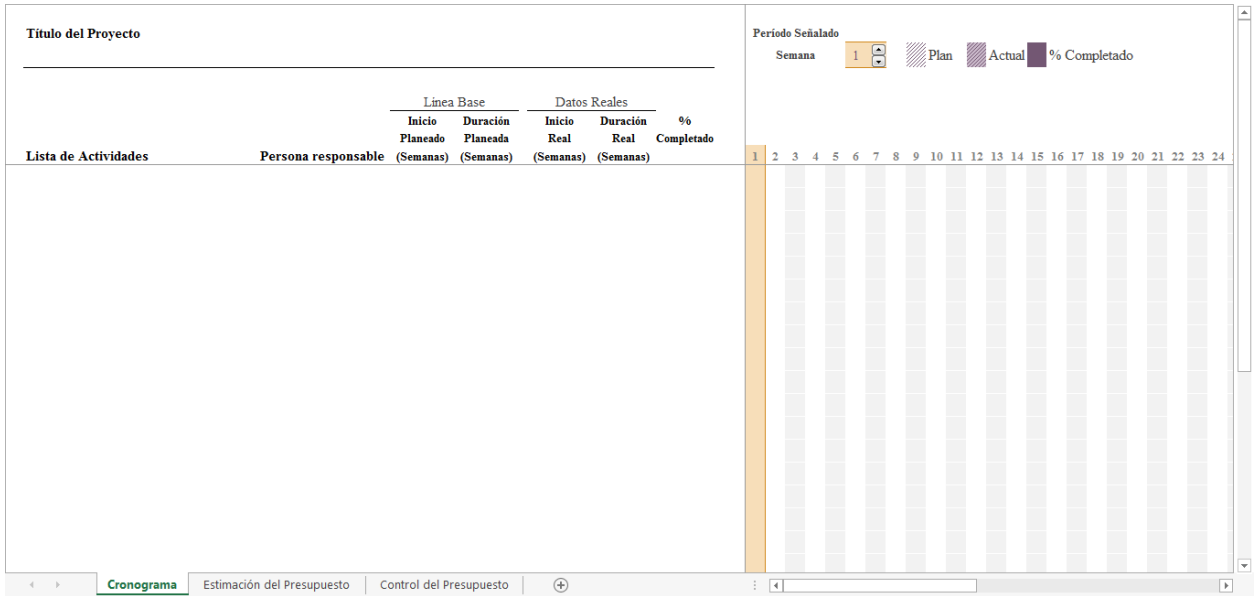 Título del Proyecto
Período Señalado
Semana 1 Plan Actual % Completado
Línea Base Datos Reales
Inicio Duración Inicio Duración %
Planeado Planeada Real Real Completado
Lista de Actividades Persona responsable (Semanas) (Semanas) (Semanas) (Semanas)
1 2 3 4 5 6 7 8 9 10 11 12 13 14 15 16 17 18 19 20 21 22 23 24
Cronograma Estimación del Presupuesto Control del Presupuesto